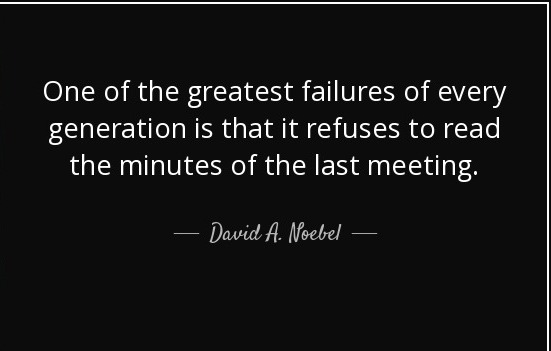 One of the greatest failures of every
generation is that it refuses to read
the minutes of the last meeting.
David A. Noebel